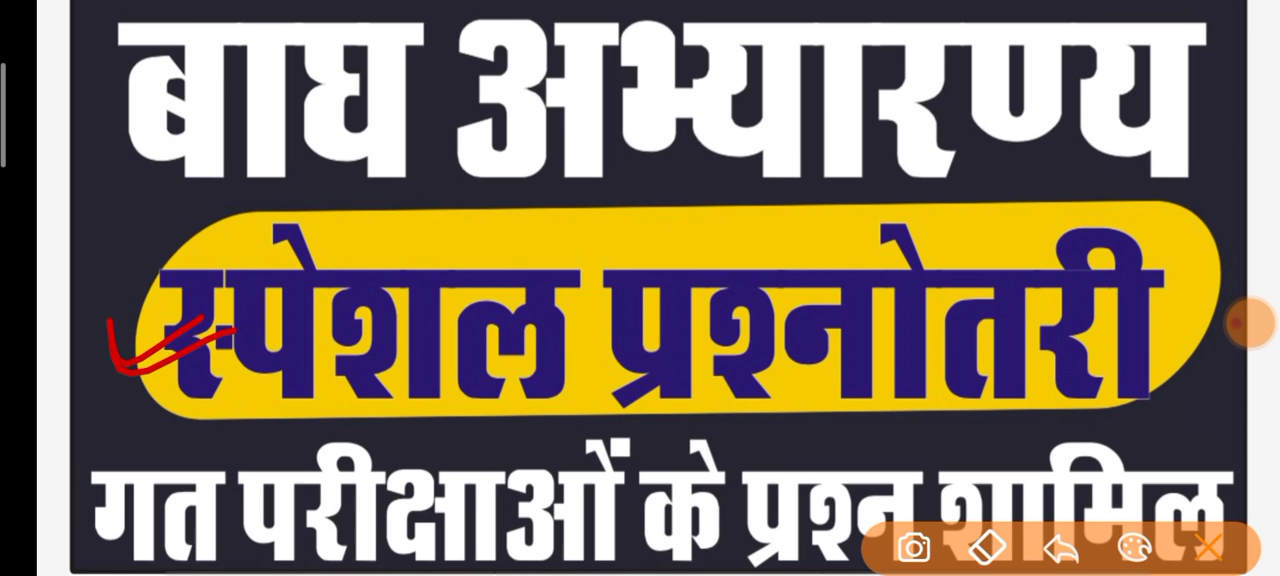 बाघ अभ्यारण्य
स्पेशल प्रश्नोतरी
गत परीक्षाओं के प्रश्न शामिल